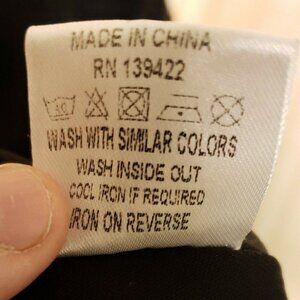 MADE IN CHINA
RN 139422
30
WASH WITH SIMILAR COLORS
WASH INSIDE OUT
COOL IRON IF REQUIRED
IRON ON REVERSE